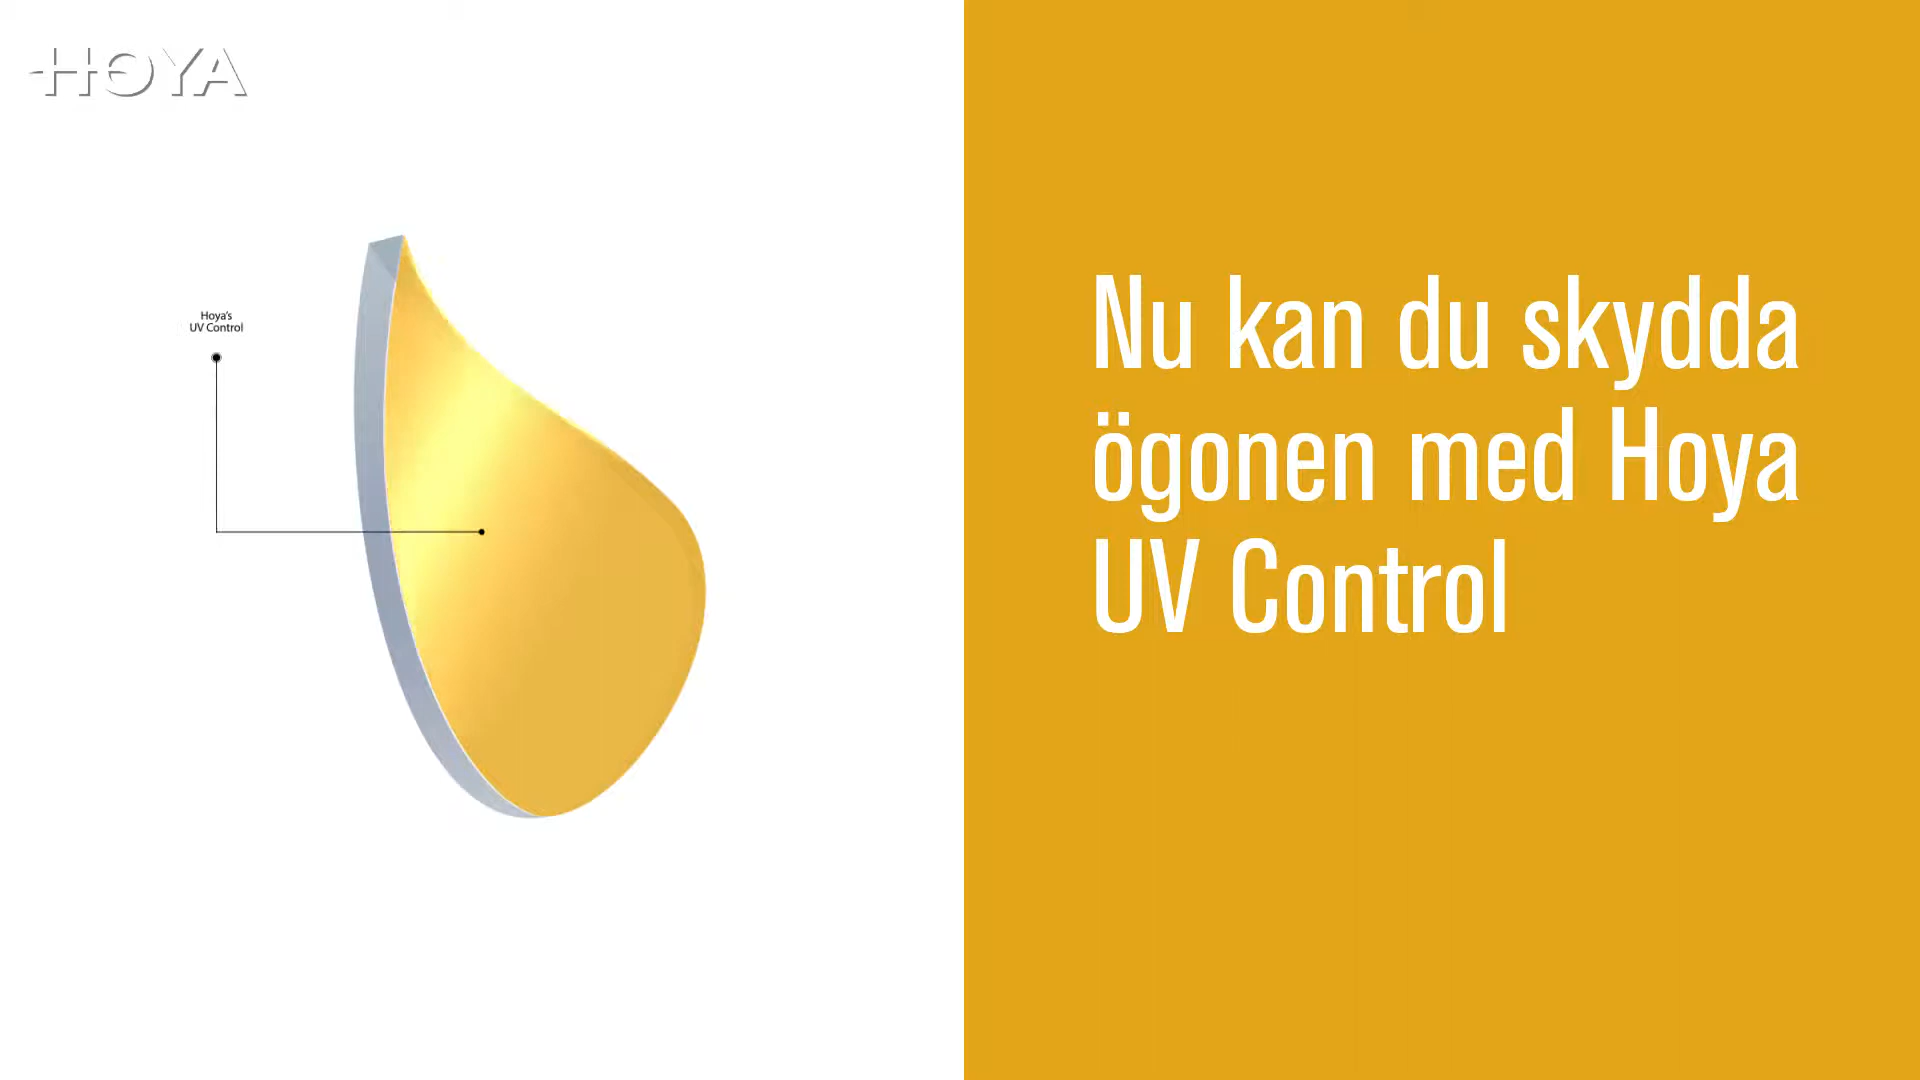 HOYA
Hoya's
UV Control
Nu kan du skydda
ögonen med Hoya
UV Control